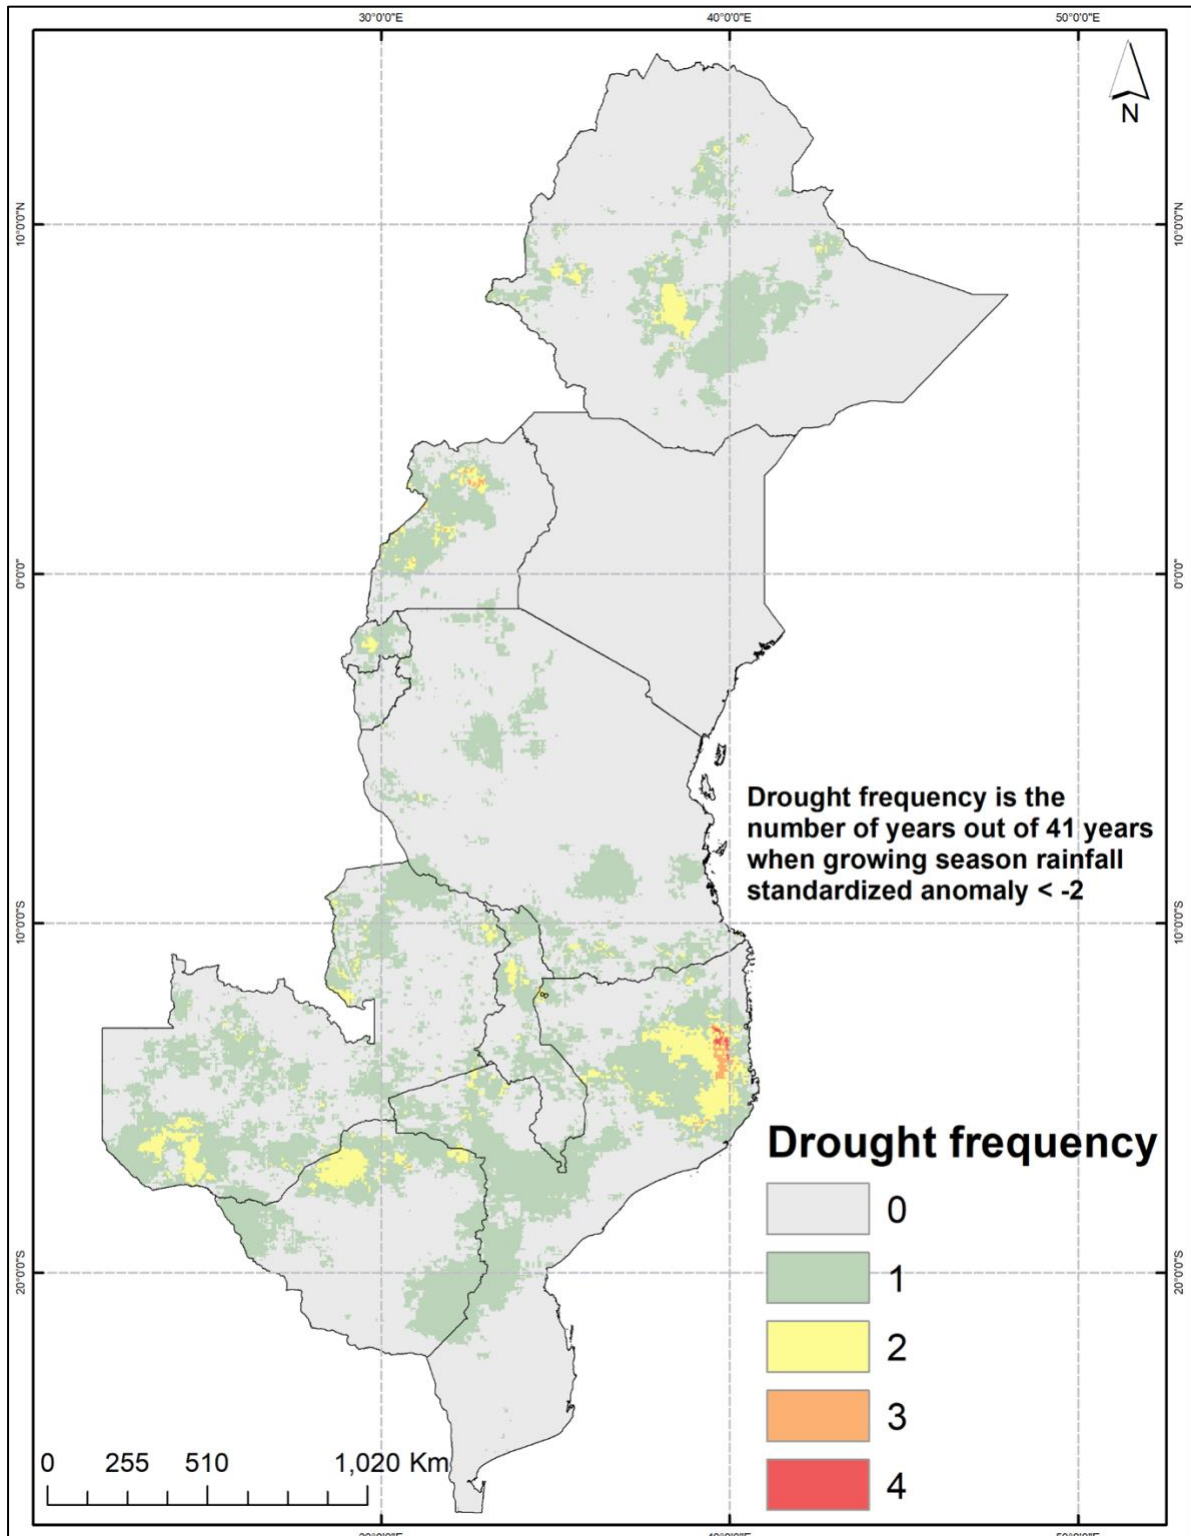 30°0'0"E 40°0'0"E 50°0'0"E
N
10°0'0"N 10°0'0"N
0°0'0" 0°0'0"
Drought frequency is the
number of years out of 41 years
when growing season rainfall
standardized anomaly < -2
10°0'0"S 10°0'0"S
Drought frequency
0
1
20°0'0"S 20°0'0"S
2
3
0 255 510 1,020 Km
4